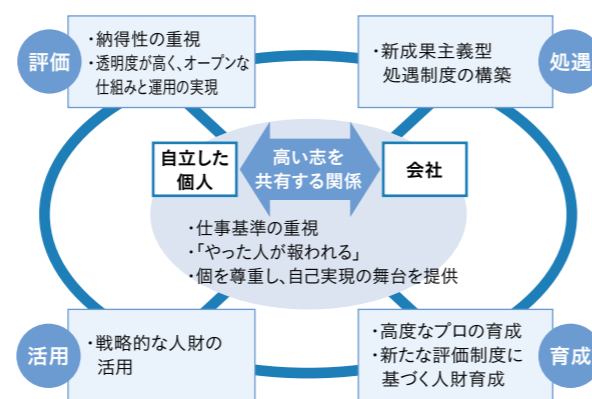 評価
・納得性の重視
・透明度が高く、オープンな
仕組みと運用の実現
・新成果主義型
処遇制度の構築
処遇
自立した
個人
高い志を
共有する関係
会社
・仕事基準の重視
・「やった人が報われる」
・個を尊重し、自己実現の舞台を提供
活用
・戦略的な人財の
活用
・高度なプロの育成
・新たな評価制度に
基づく人財育成
育成